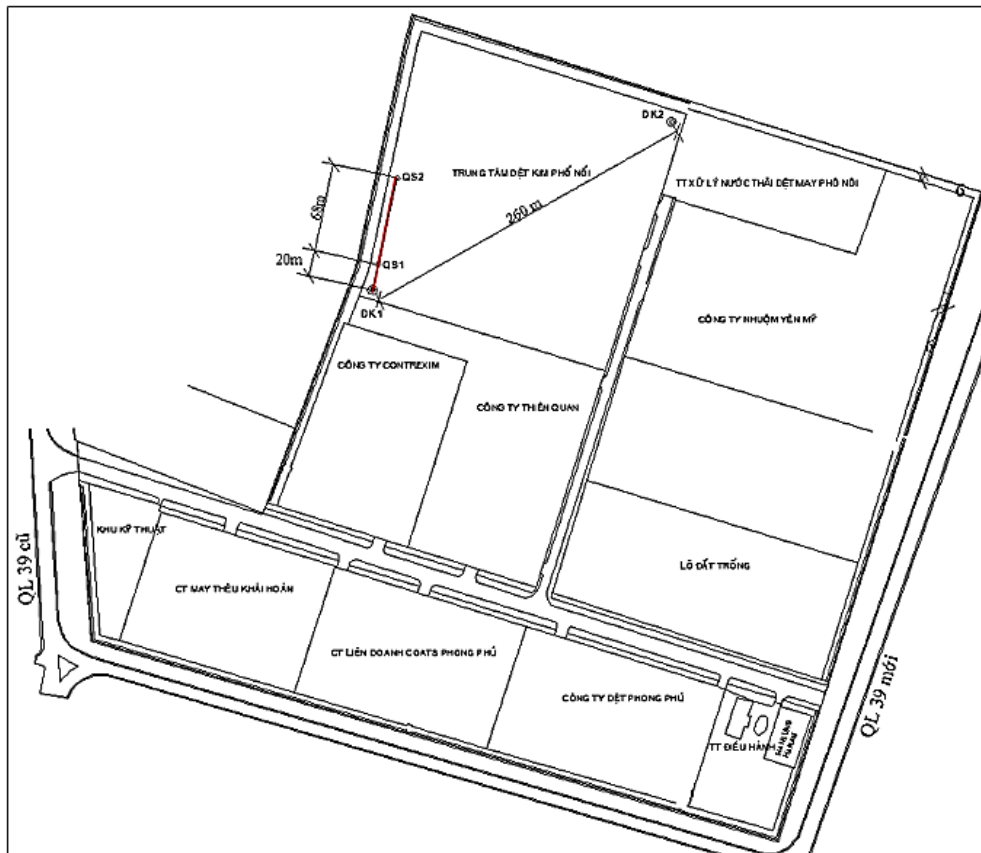 DK2
QS2
TRUNG TÂM DỆT KIM PHỐ NỐI
TT XỬ LÝ NƯỚC THẢI DỆT MAY PHỐ NỐI
68m
260 m
20m
QS1
DK1
CÔNG TY NHUỘM YÊN MỸ
CÔNG TY CONTREXIM
CÔNG TY THIÊN QUAN
QL 39 cũ
KHU KỸ THUẬT
LÔ ĐẤT TRỐNG
CT MAY THÊU KHẢI HOÀN
CT LIÊN DOANH COATS PHONG PHÚ
CÔNG TY DỆT PHONG PHÚ
QL 39 mới
TT ĐIỀU HÀNH